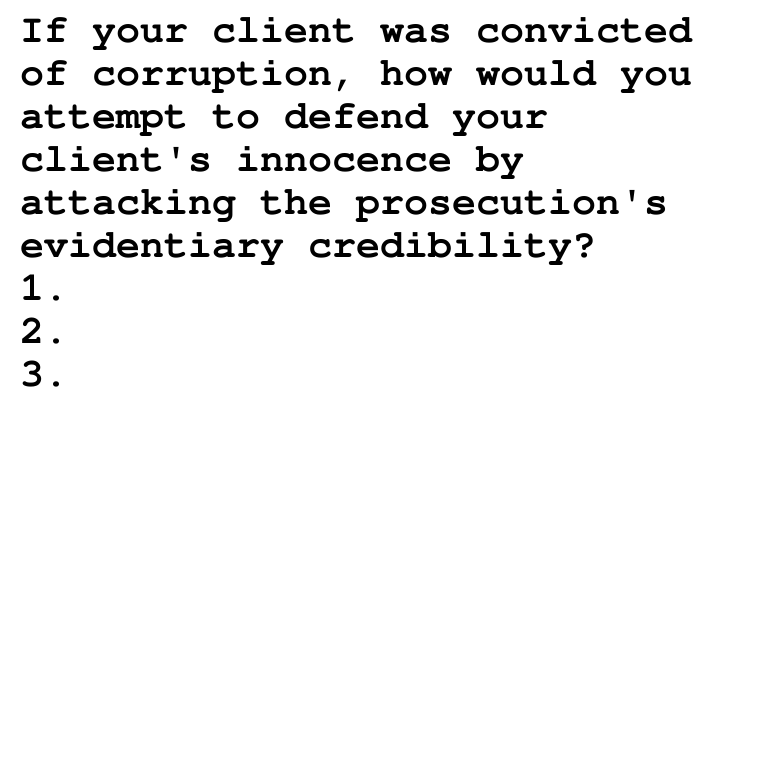 If your client was convicted
of corruption, how would you
attempt to defend your
client's innocence by
attacking the prosecution's
evidentiary credibility?
1.
2.
3.